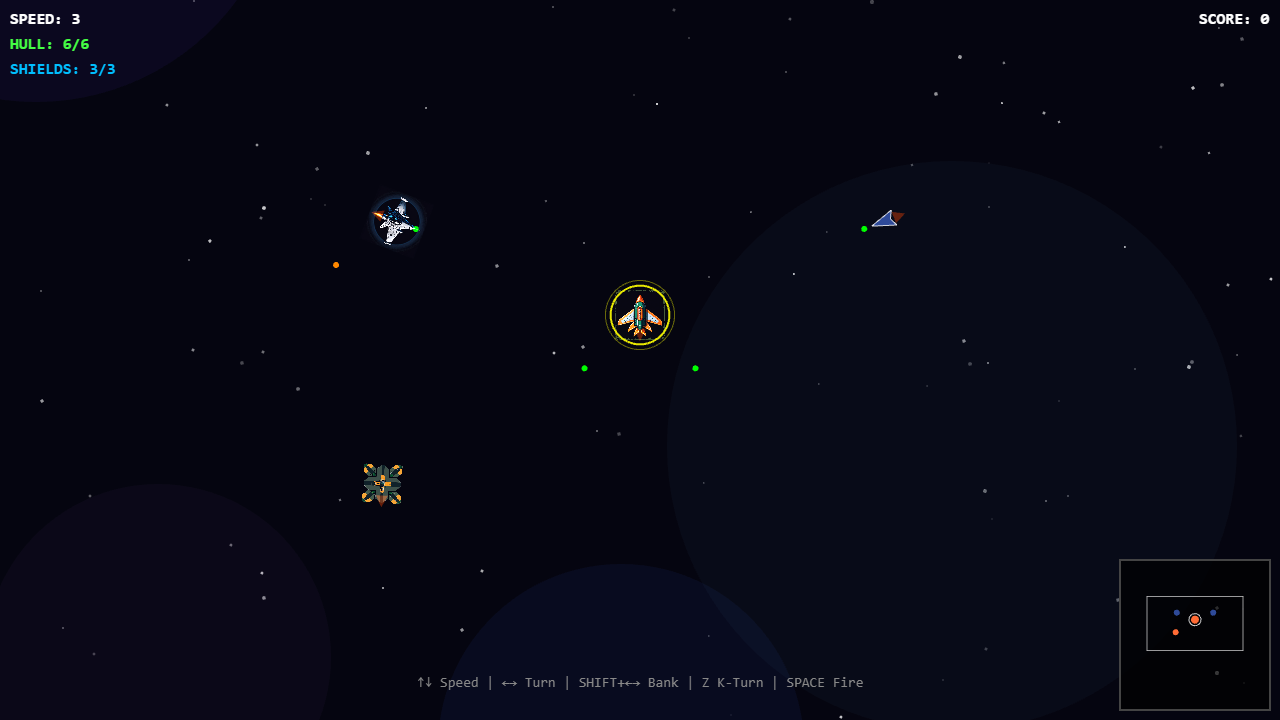 SPEED: 3
SCORE: 0
HULL: 6/6
SHIELDS: 3/3
↑↓ Speed | ↔ Turn | SHIFT+↔ Bank | Z K-Turn | SPACE Fire